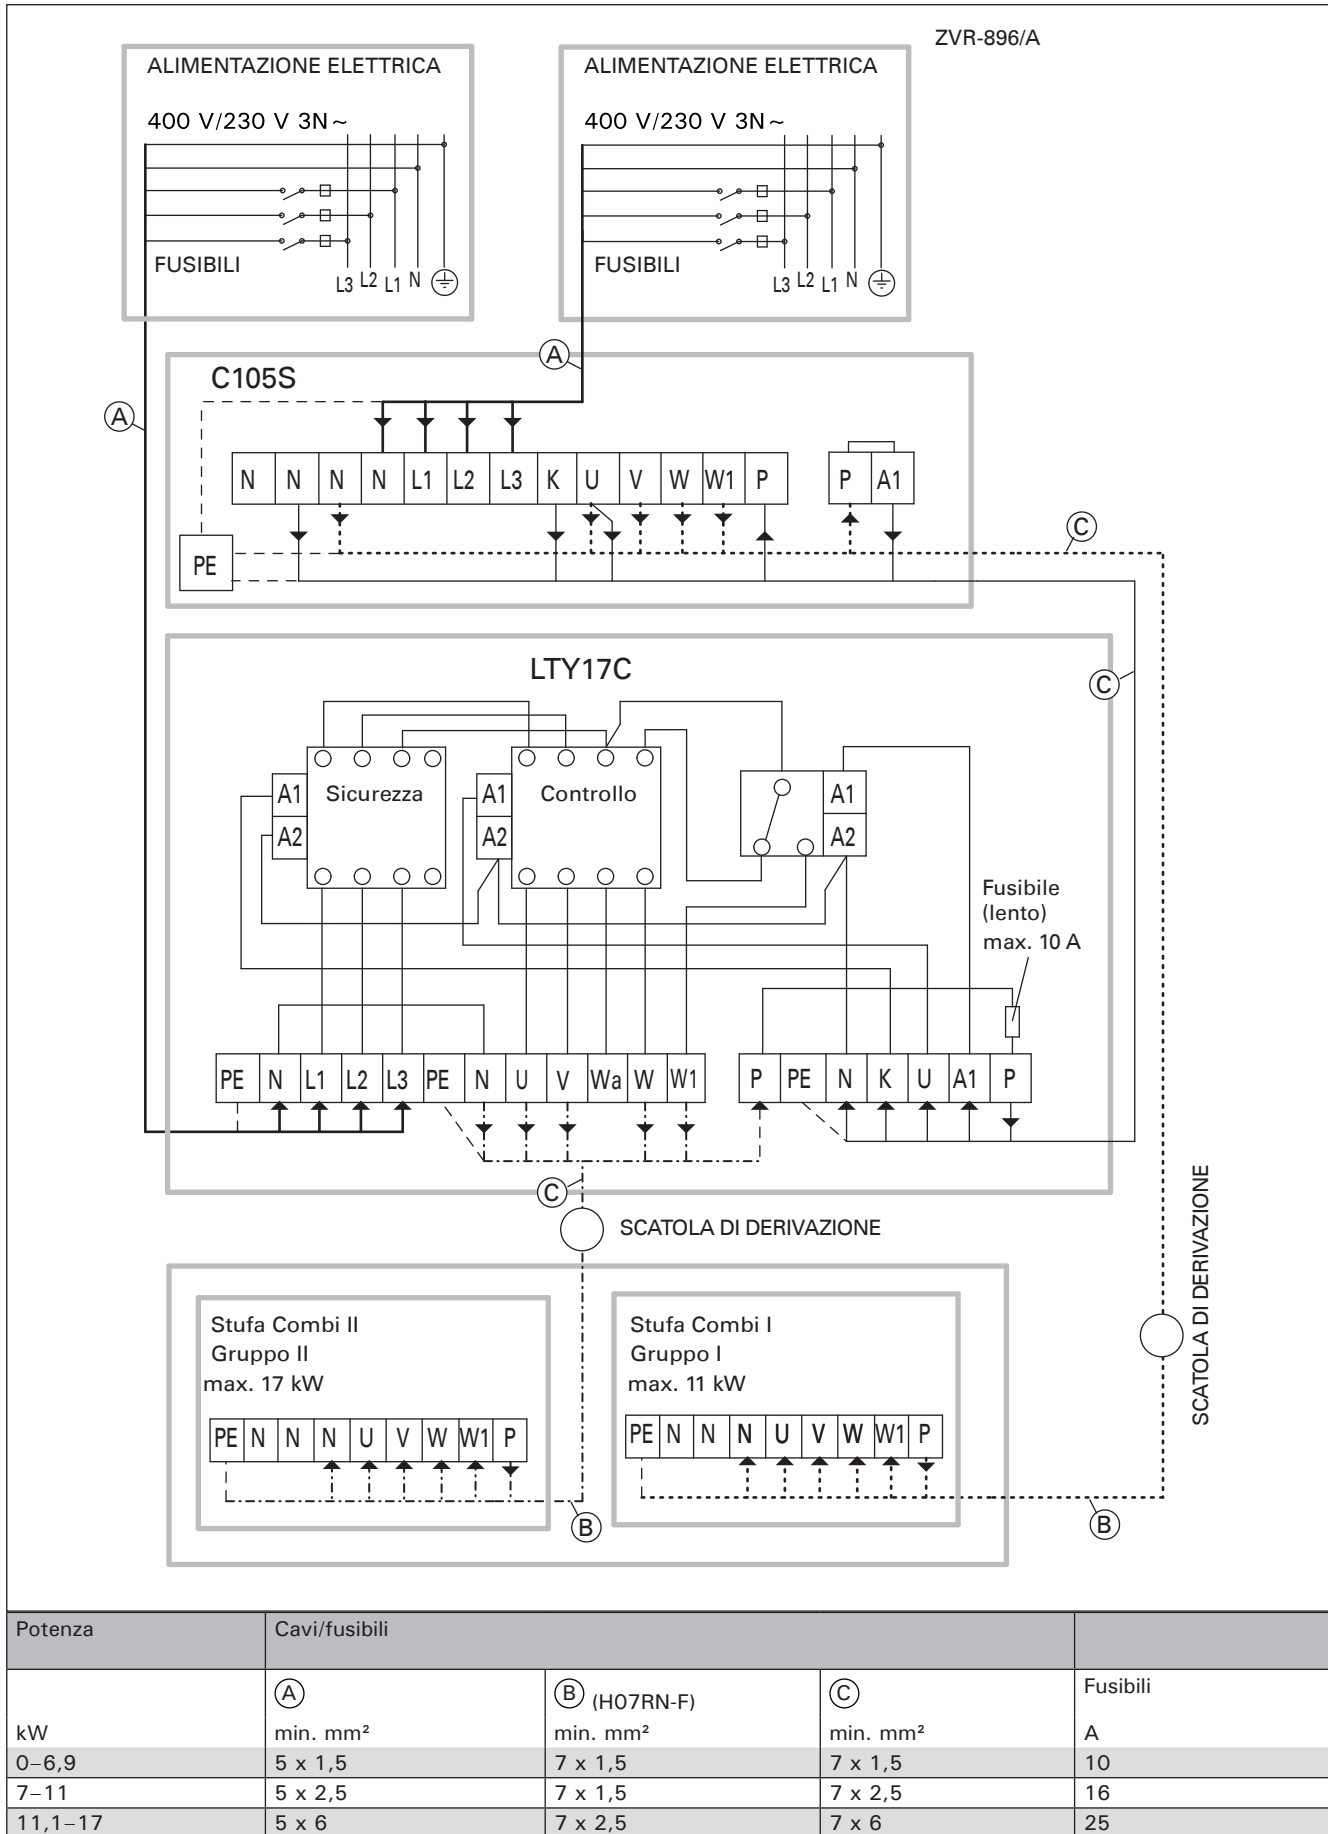 ZVR-896/A
ALIMENTAZIONE ELETTRICA
400 V/230 V 3N~
FUSIBILI
L3 L2 L1 N
ALIMENTAZIONE ELETTRICA
400 V/230 V 3N~
FUSIBILI
L3 L2 L1 N
A
A
C105S
N N N N L1 L2 L3 K U V W W1 P
P A1
PE
C
LTY17C
C
A1 Sicurezza
A2
A1 Controllo
A2
A1
A2
Fusibile
(lento)
max. 10 A
PE N L1 L2 L3 PE N U V Wa W W1
P PE N K U A1 P
C
SCATOLA DI DERIVAZIONE
SCATOLA DI DERIVAZIONE
Stufa Combi II
Gruppo II
max. 17 kW
PE N N N U V W W1 P
B
Stufa Combi I
Gruppo I
max. 11 kW
PE N N N U V W W1 P
B
Potenza Cavi/fusibili
A B (H07RN-F) C Fusibili
kW min. mm² min. mm² min. mm² A
0–6,9 5 x 1,5 7 x 1,5 7 x 1,5 10
7–11 5 x 2,5 7 x 1,5 7 x 2,5 16
11,1–17 5 x 6 7 x 2,5 7 x 6 25